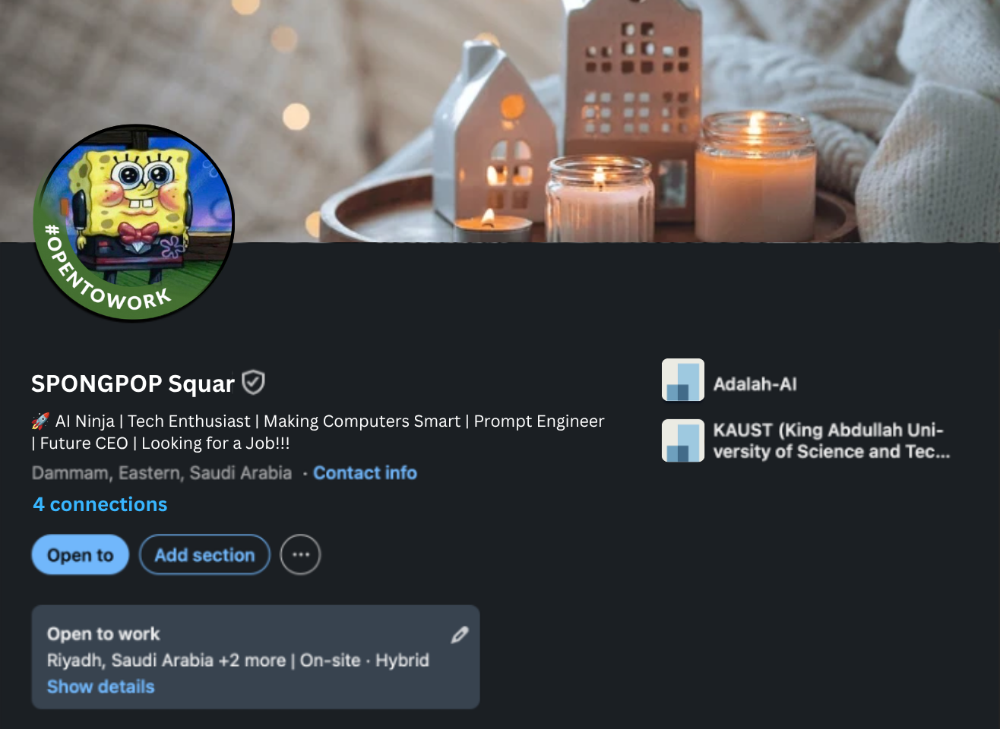 #OPENTOWORK
SPONGPOP Squar
🚀 AI Ninja | Tech Enthusiast | Making Computers Smart | Prompt Engineer
| Future CEO | Looking for a Job!!!
Dammam, Eastern, Saudi Arabia · Contact info
4 connections
Open to
Add section
Open to work
Riyadh, Saudi Arabia +2 more | On-site · Hybrid
Show details
Adalah-AI
KAUST (King Abdullah Uni-
versity of Science and Tec...